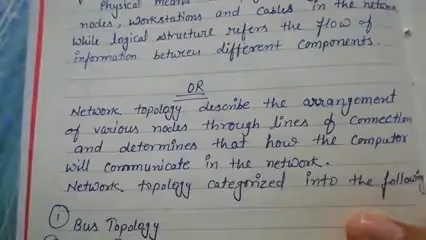 Physical means
nodes, workstations and cables in the network
while logical structure refers the flow of
information between different components.
OR
Network topology describe the arrangement
of various nodes through lines of connection
and determines that how the computer
will communicate in the network.
Network topology categorized into the following
1 Bus Topology